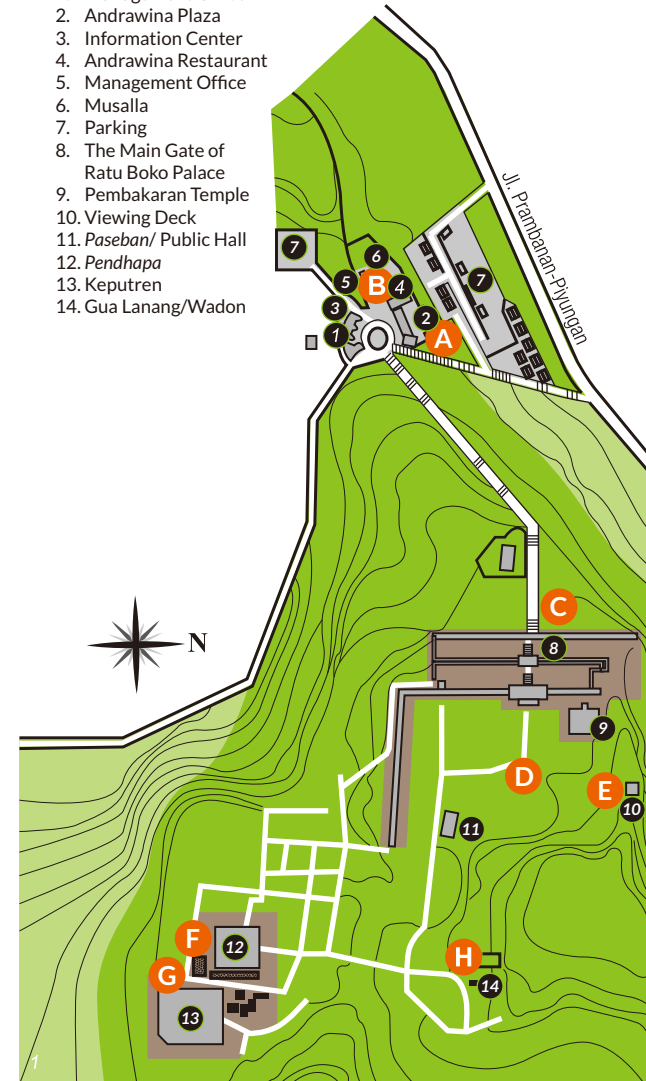 2. Andrawina Plaza
3. Information Center
4. Andrawina Restaurant
5. Management Office
6. Musalla
7. Parking
8. The Main Gate of
Ratu Boko Palace
9. Pembakaran Temple
10. Viewing Deck
11. Paseban/ Public Hall
12. Pendhapa
13. Keputren
14. Gua Lanang/Wadon
Jl. Prambanan-Piyungan
7
6
5
B
4
7
3
2
1
A
C
N
8
9
D
E
10
11
F
12
H
G
14
13
1